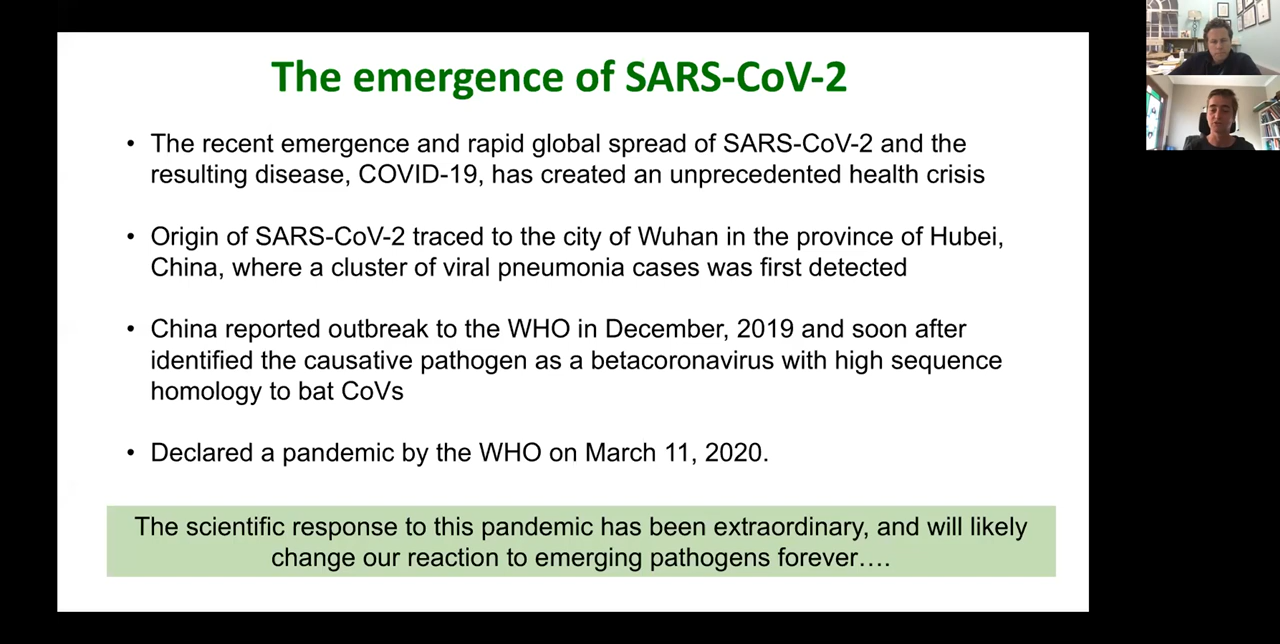 The emergence of SARS-CoV-2
• The recent emergence and rapid global spread of SARS-CoV-2 and the
resulting disease, COVID-19, has created an unprecedented health crisis
• Origin of SARS-CoV-2 traced to the city of Wuhan in the province of Hubei,
China, where a cluster of viral pneumonia cases was first detected
• China reported outbreak to the WHO in December, 2019 and soon after
identified the causative pathogen as a betacoronavirus with high sequence
homology to bat CoVs
• Declared a pandemic by the WHO on March 11, 2020.
The scientific response to this pandemic has been extraordinary, and will likely
change our reaction to emerging pathogens forever….